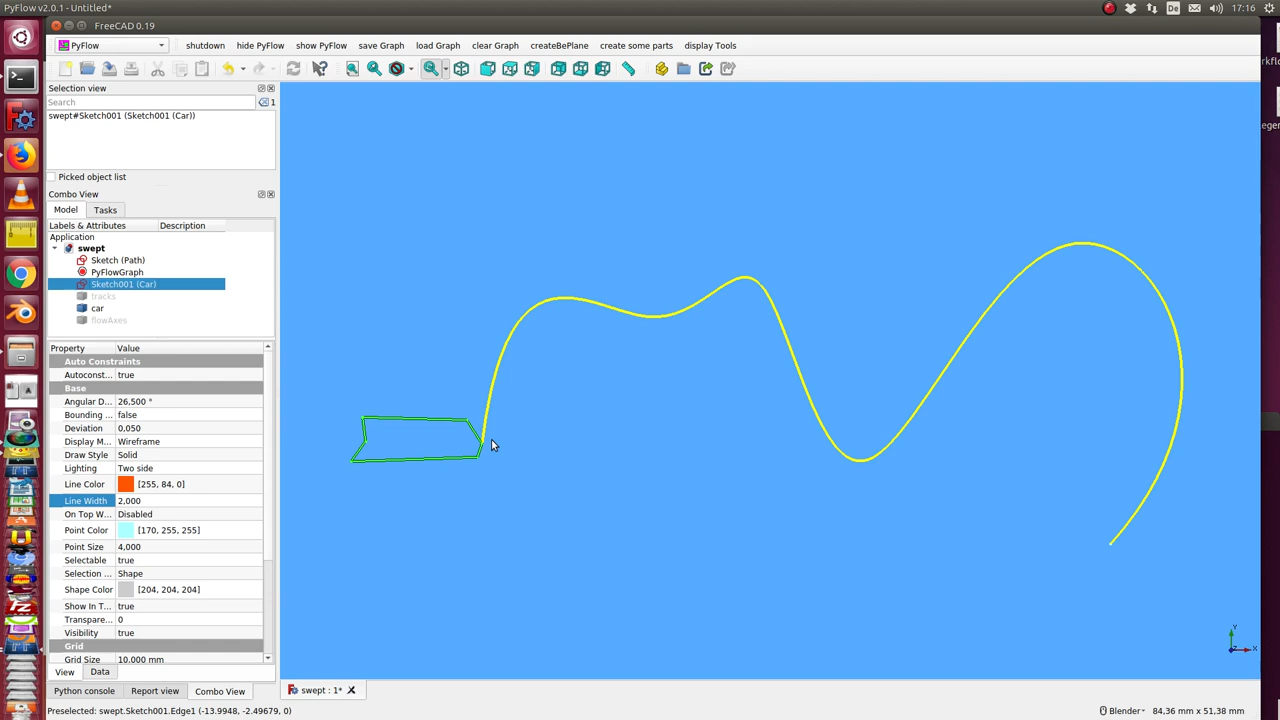 PyFlow v2.0.1 - Untitled*
De
17:16
FreeCAD 0.19
PyFlow
shutdown
hide PyFlow
show PyFlow
save Graph
load Graph
clear Graph
createBePlane
create some parts
display Tools
Selection view
Search
1
swept#Sketch001 (Sketch001 (Car))
Picked object list
Combo View
Model
Tasks
Labels & Attributes Description
Application
swept
Sketch (Path)
PyFlowGraph
Sketch001 (Car)
tracks
car
flowAxes
Property Value
Auto Constraints
Autoconst... true
Base
Angular D... 26,500 °
Bounding ... false
Deviation 0,050
Display M... Wireframe
Draw Style Solid
Lighting Two side
Line Color [255, 84, 0]
Line Width 2,000
On Top W... Disabled
Point Color [170, 255, 255]
Point Size 4,000
Selectable true
Selection ... Shape
Shape Color [204, 204, 204]
Show In T... true
Transpare... 0
Visibility true
Grid
Grid Size 10.000 mm
View
Data
Python console
Report view
Combo View
swept : 1*
Y
X
Preselected: swept.Sketch001.Edge1 (-13.9948, -2.49679, 0)
Blender
84,36 mm x 51,38 mm